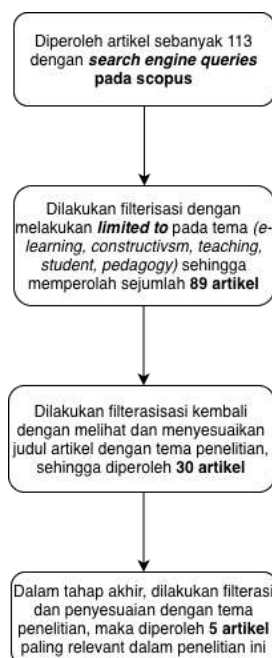 Diperoleh artikel sebanyak 113
dengan search engine queries
pada scopus
Dilakukan filterisasi dengan
melakukan limited to pada tema (e-
learning, constructivsm, teaching,
student, pedagogy) sehingga
memperolah sejumlah 89 artikel
Dilakukan filterasisasi kembali
dengan melihat dan menyesuaikan
judul artikel dengan tema penelitian,
sehingga diperoleh 30 artikel
Dalam tahap akhir, dilakukan filterasi
dan penyesuaian dengan tema
penelitian, maka diperoleh 5 artikel
paling relevant dalam penelitian ini